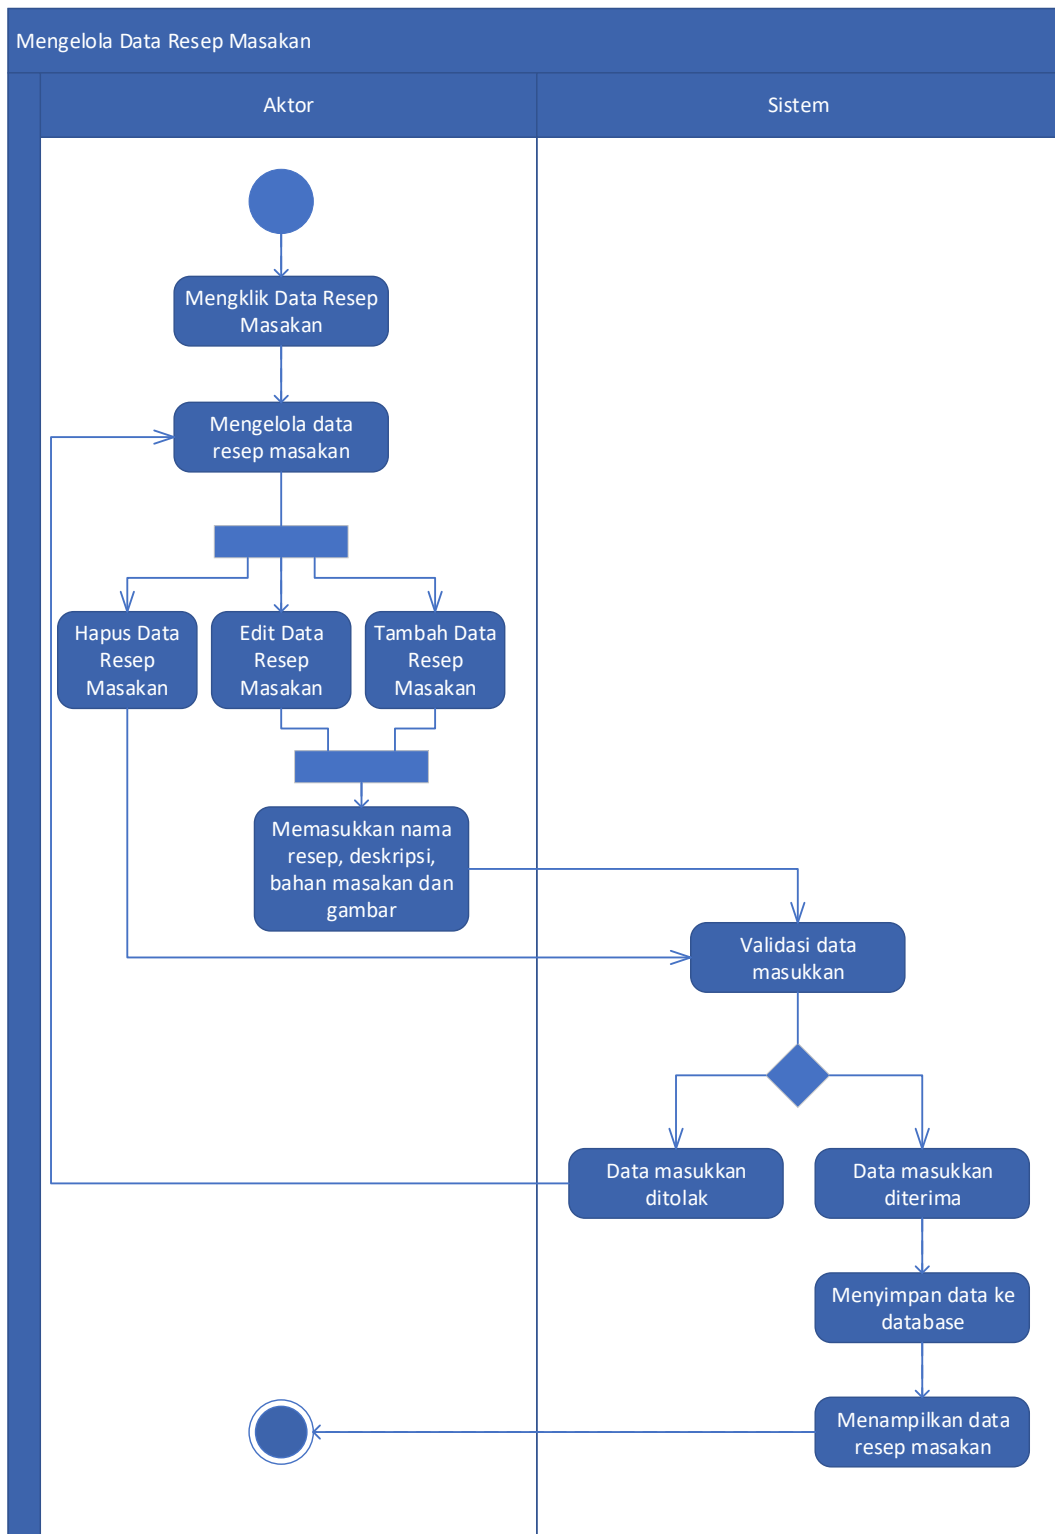 Mengelola Data Resep Masakan
Aktor
Sistem
Mengklik Data Resep
Masakan
Mengelola data
resep masakan
Hapus Data
Resep
Masakan
Edit Data
Resep
Masakan
Tambah Data
Resep
Masakan
Memasukkan nama
resep, deskripsi,
bahan masakan dan
gambar
Validasi data
masukkan
Data masukkan
ditolak
Data masukkan
diterima
Menyimpan data ke
database
Menampilkan data
resep masakan